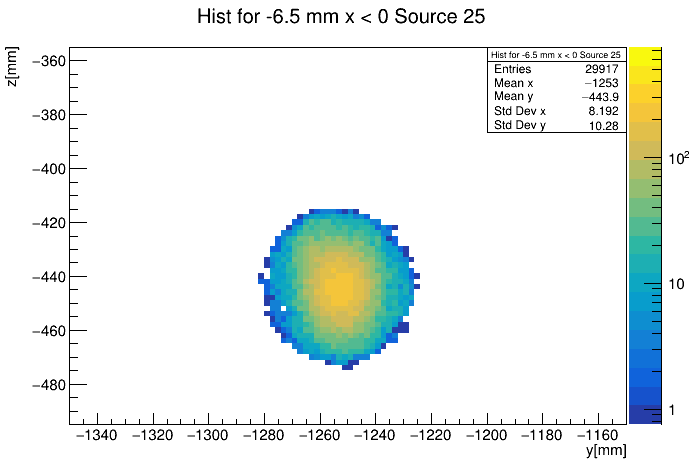 Hist for -6.5 mm x < 0 Source 25
z[mm]
−360
−380
−400
−420
−440
−460
−480
Hist for -6.5 mm x < 0 Source 25
Entries 29917
Mean x −1253
Mean y −443.9
Std Dev x 8.192
Std Dev y 10.28
10²
10
1
−1340 −1320 −1300 −1280 −1260 −1240 −1220 −1200 −1180 −1160
y[mm]